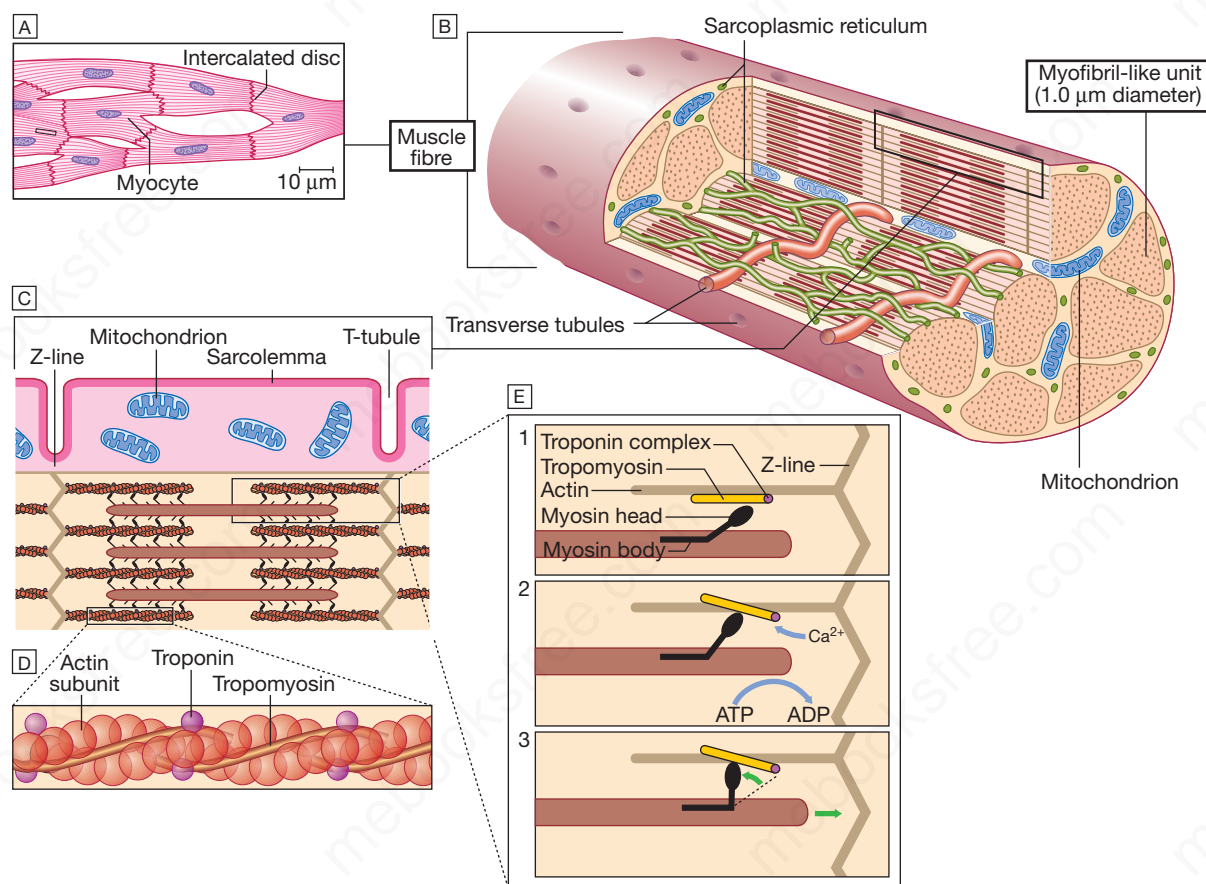 A
Intercalated disc
Myocyte
10 μm
Muscle
fibre
B
Sarcoplasmic reticulum
Myofibril-like unit
(1.0 μm diameter)
Transverse tubules
Mitochondrion
C
Z-line
Mitochondrion
Sarcolemma
T-tubule
D
Actin
subunit
Troponin
Tropomyosin
E
1
Troponin complex
Tropomyosin
Actin
Z-line
Myosin head
Myosin body
2
Ca²⁺
ATP
ADP
3
mebooksfree.com